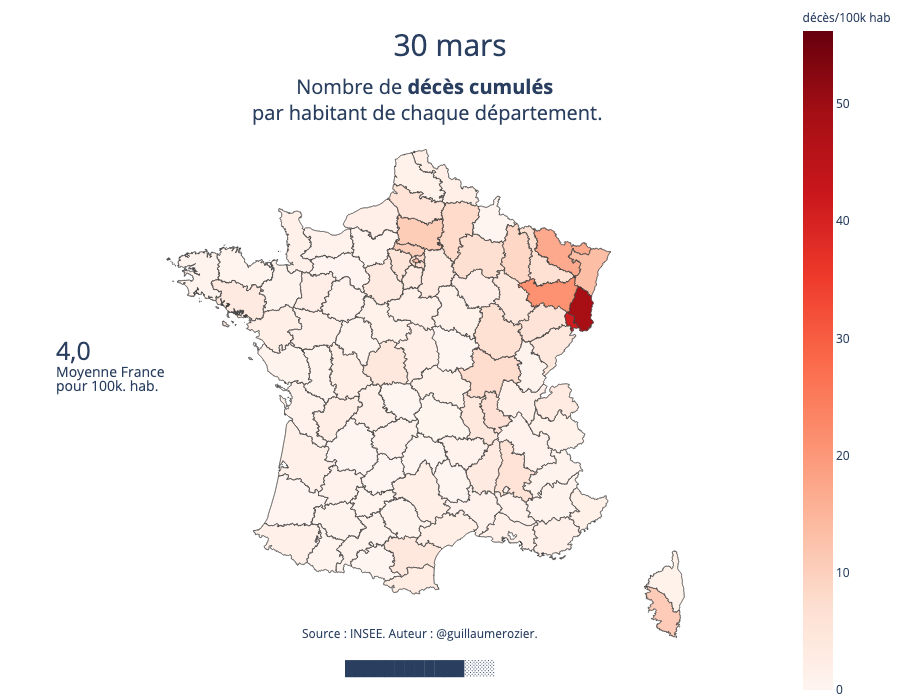 décès/100k hab
30 mars
Nombre de décès cumulés
par habitant de chaque département.
50
40
4,0
Moyenne France
pour 100k. hab.
30
20
10
Source : INSEE. Auteur : @guillaumerozier.
0